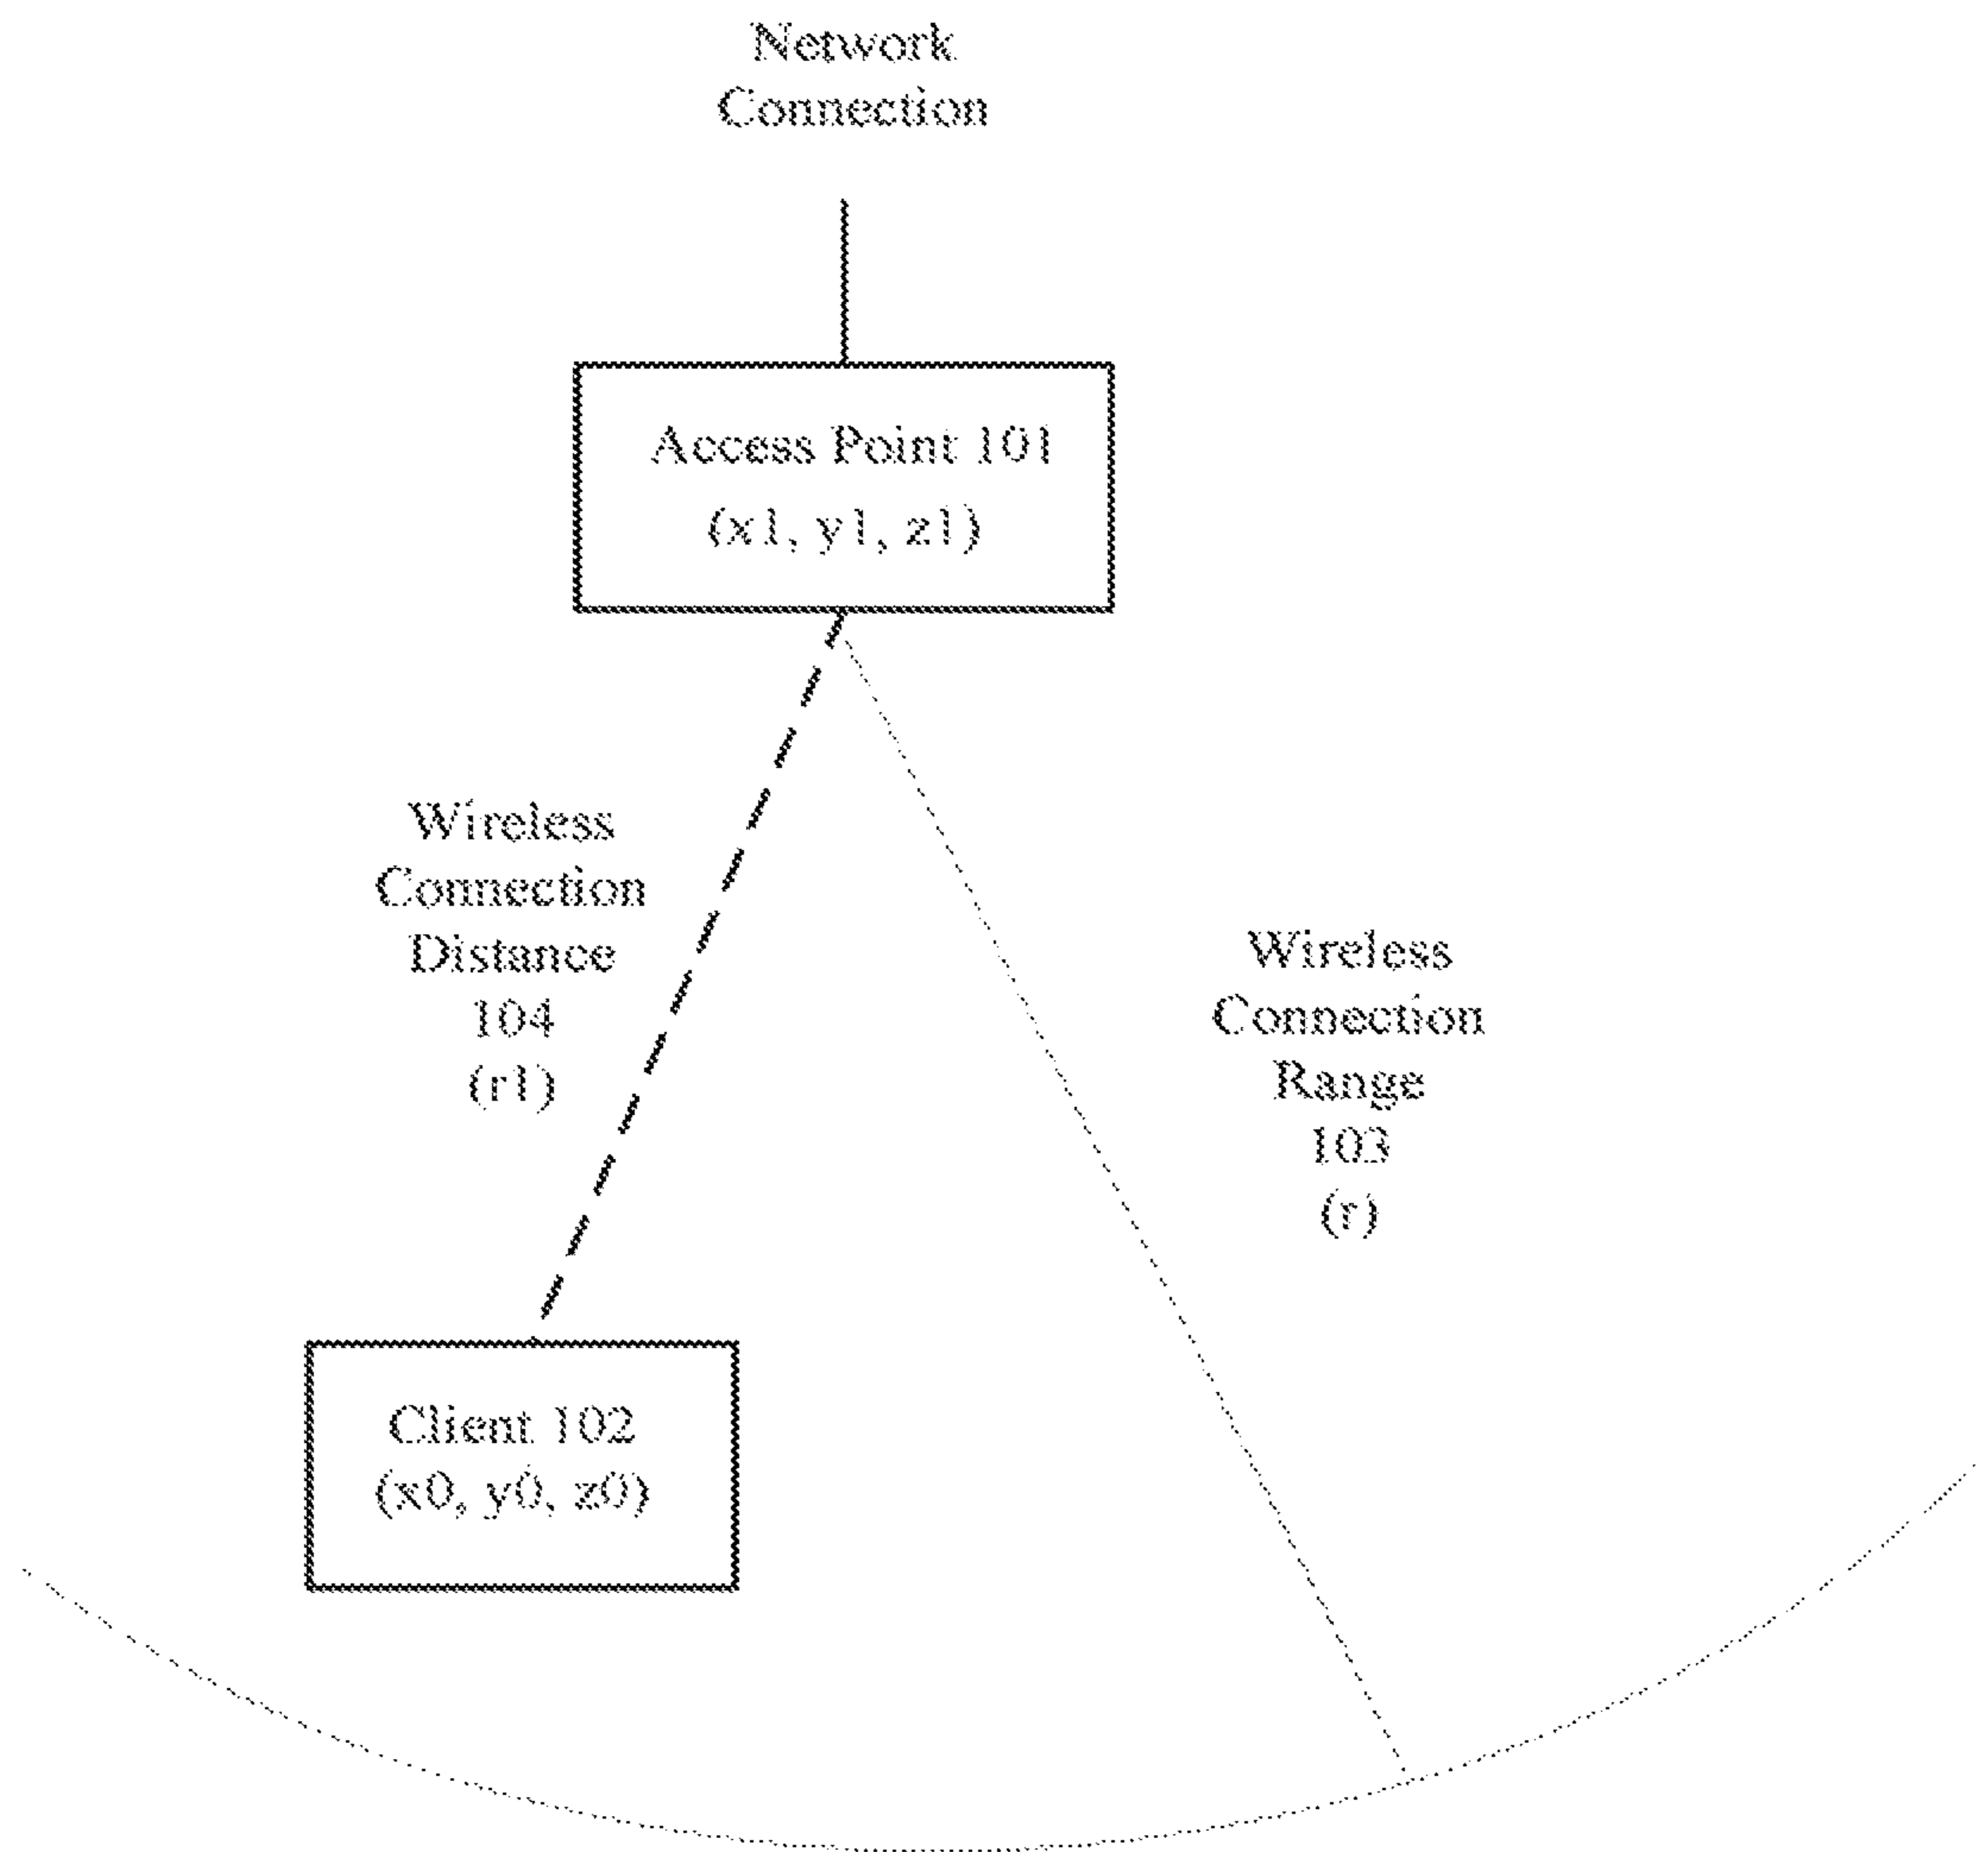 Network
Connection
Access Point 101
(x1, y1, z1)
Wireless
Connection
Distance
104
(r1)
Wireless
Connection
Range
103
(r)
Client 102
(x0, y0, z0)